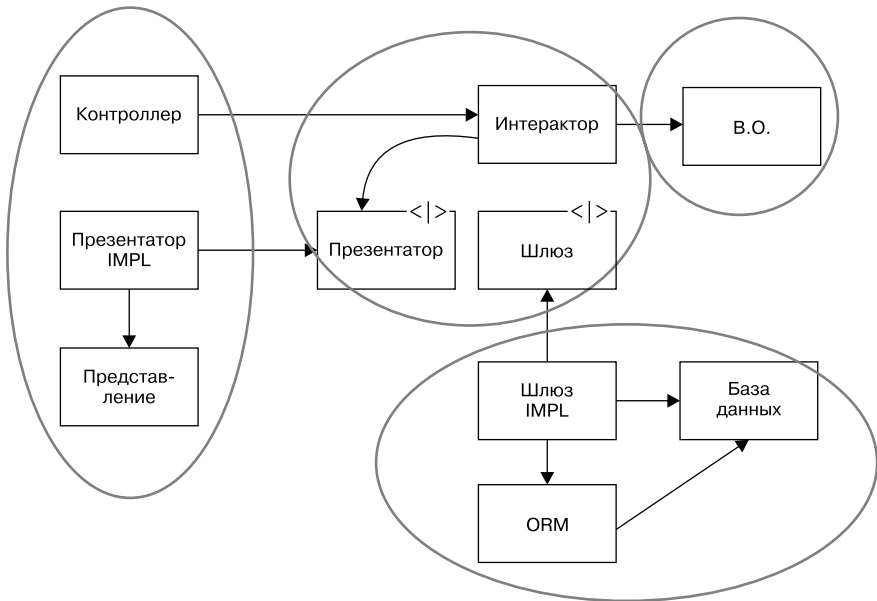 Контроллер
Интерактор
В.О.
<|>
<|>
Презентатор
IMPL
Презентатор
Шлюз
Представ-
ление
Шлюз
IMPL
База
данных
ORM